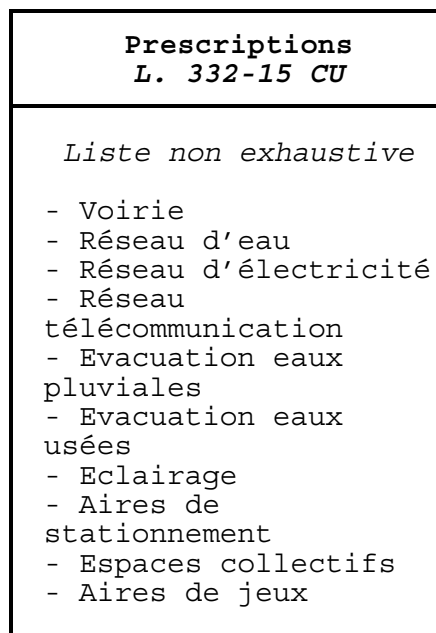 Prescriptions
L. 332-15 CU
Liste non exhaustive
- Voirie
- Réseau d'eau
- Réseau d'électricité
- Réseau
télécommunication
- Evacuation eaux
pluviales
- Evacuation eaux
usées
- Eclairage
- Aires de
stationnement
- Espaces collectifs
- Aires de jeux